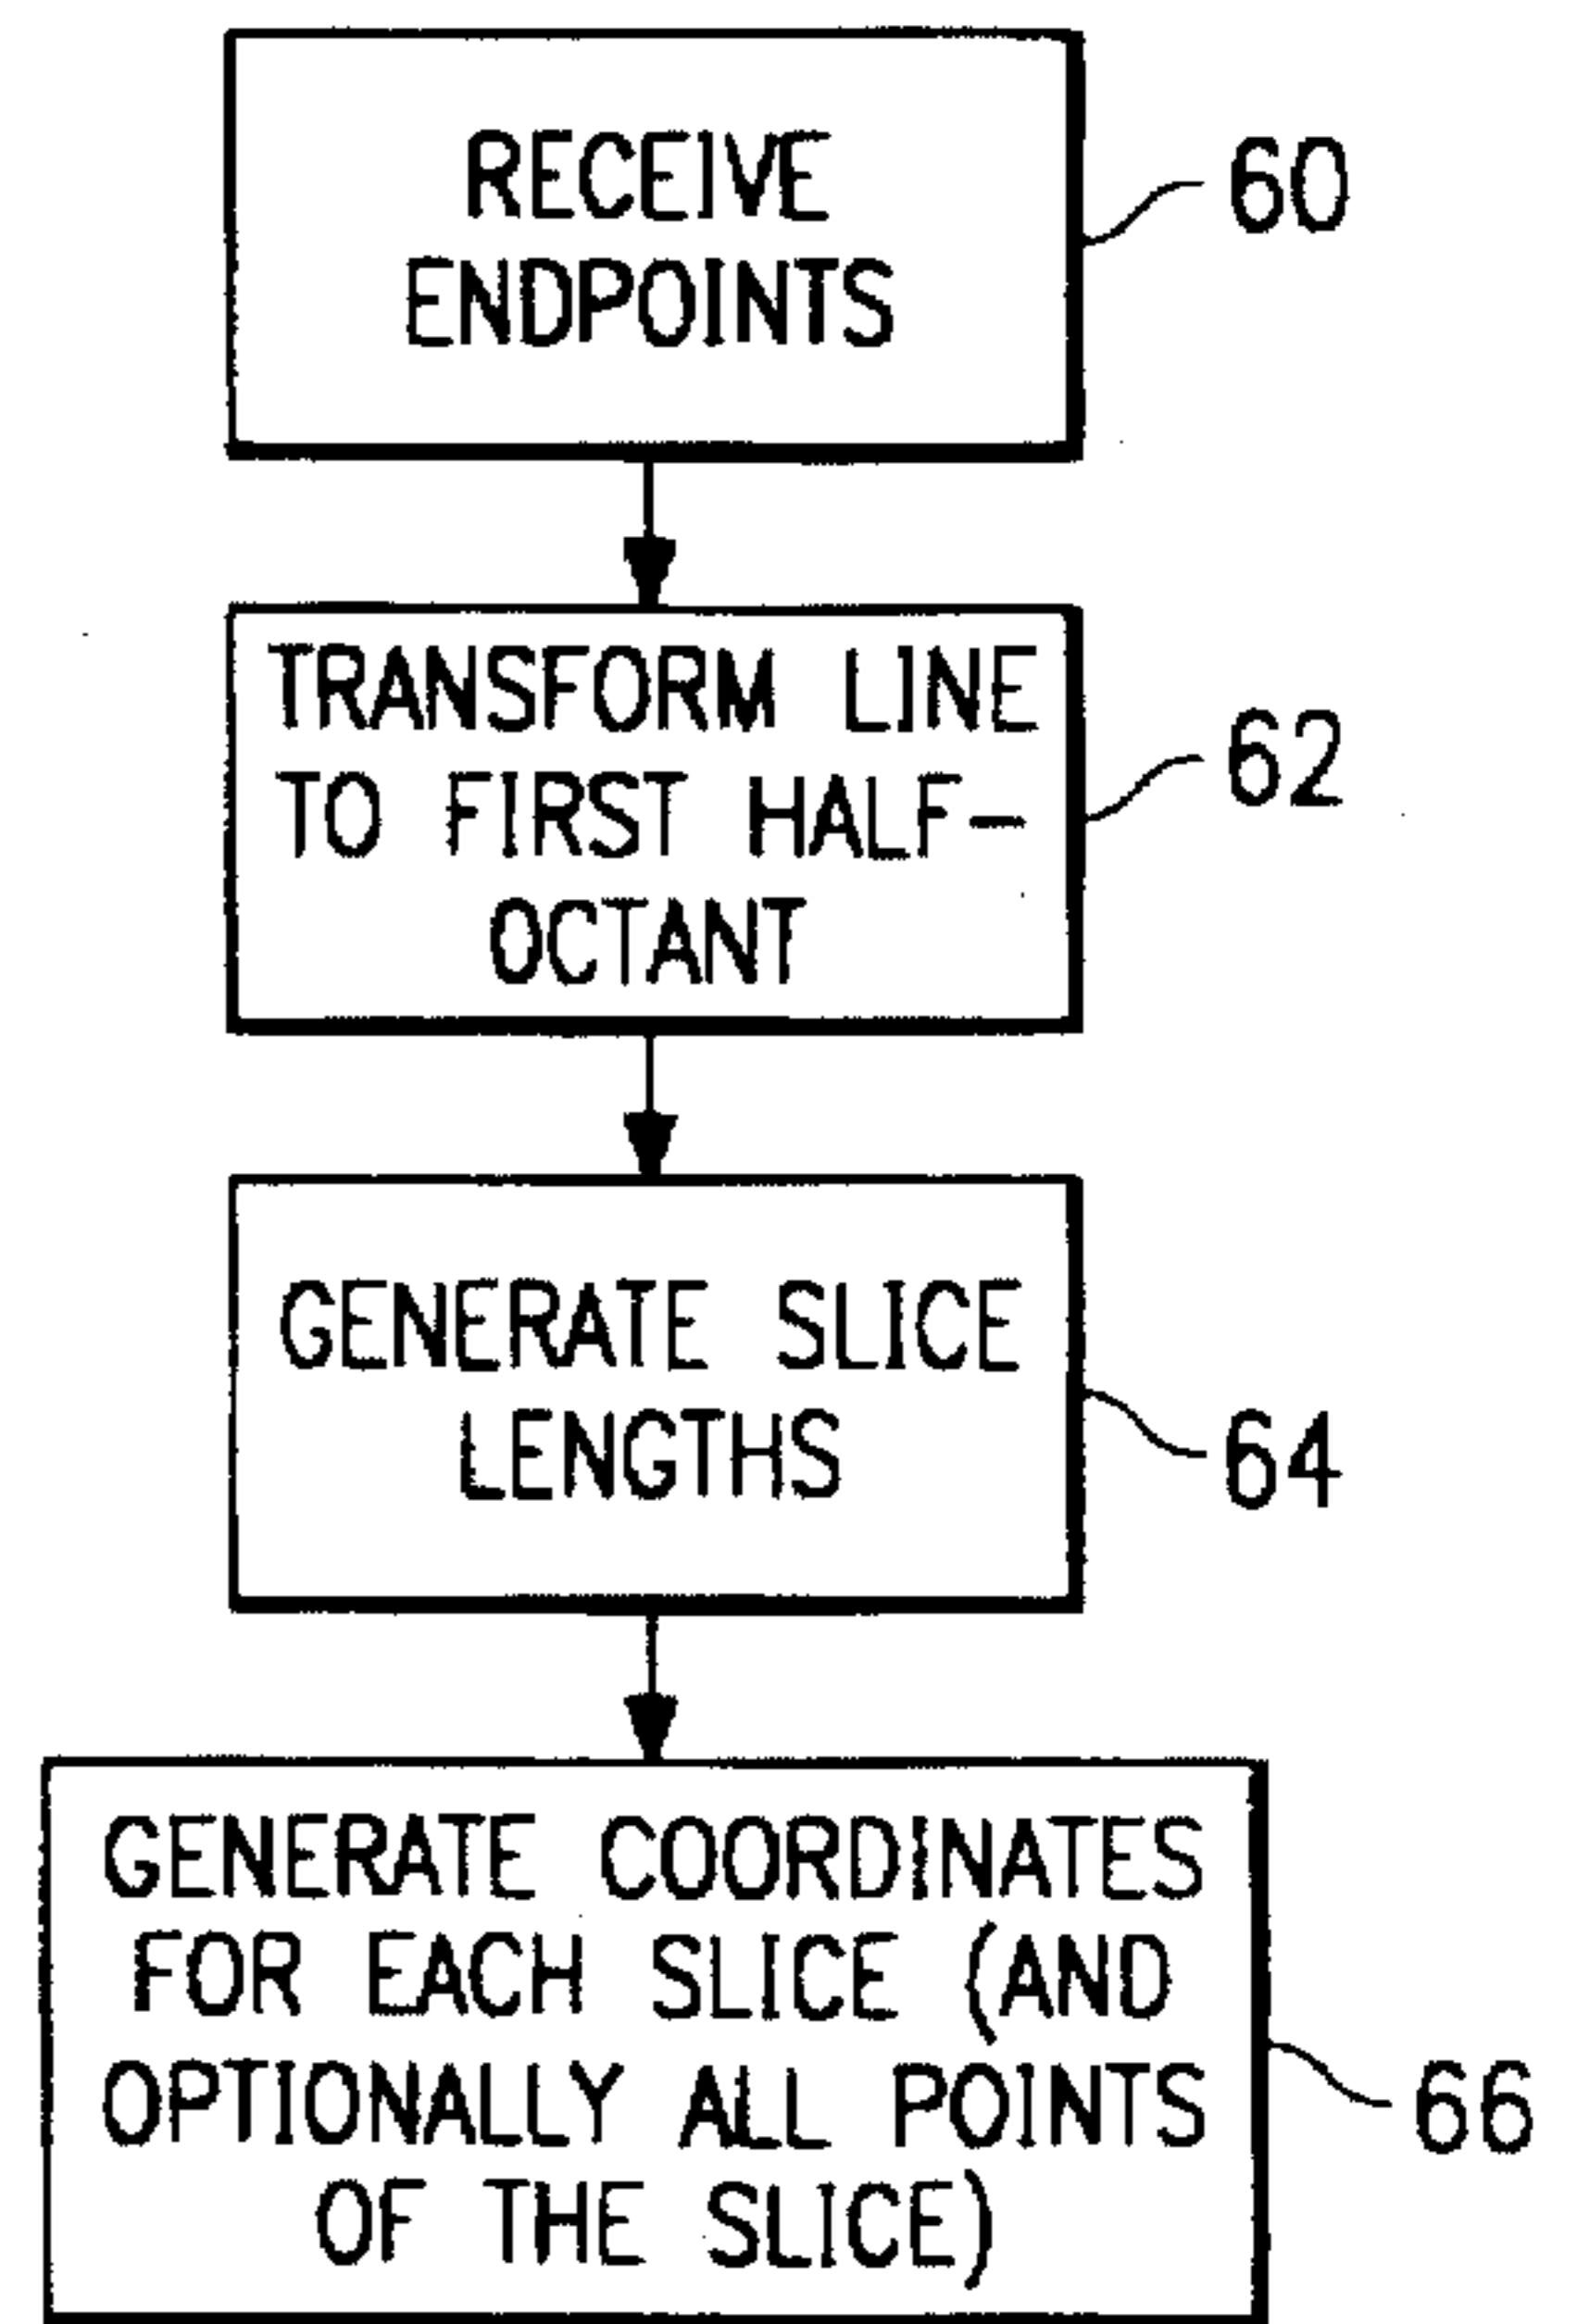 RECEIVE
ENDPOINTS
60
TRANSFORM LINE
TO FIRST HALF-
OCTANT
62
GENERATE SLICE
LENGTHS
64
GENERATE COORDINATES
FOR EACH SLICE (AND
OPTIONALLY ALL POINTS
OF THE SLICE)
66